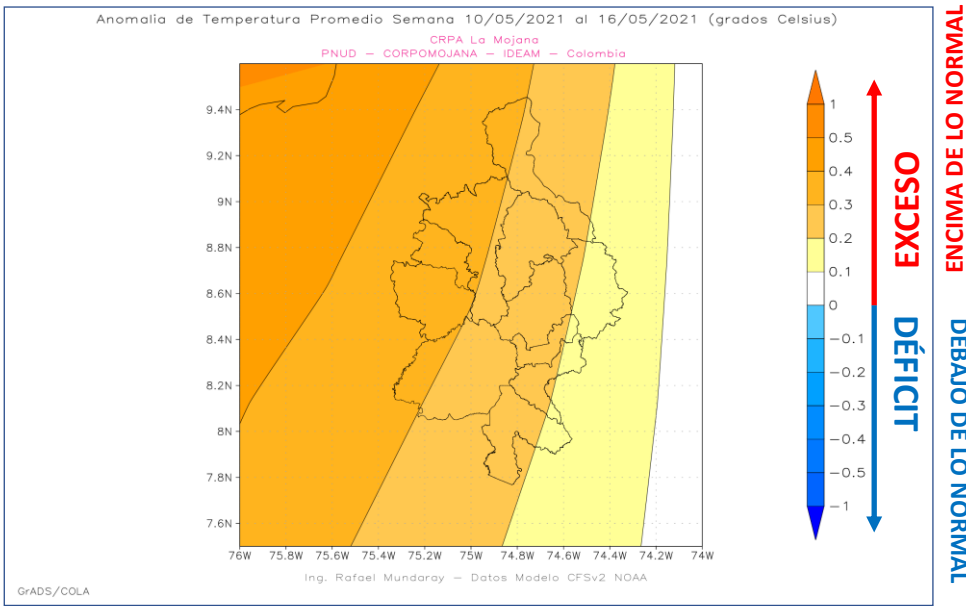 Anomalia de Temperatura Promedio Semana 10/05/2021 al 16/05/2021 (grados Celsius)
CRPA La Mojana
PNUD – CORPOMOJANA – IDEAM – Colombia
9.4N
9.2N
9N
8.8N
8.6N
8.4N
8.2N
8N
7.8N
7.6N
76W 75.8W 75.6W 75.4W 75.2W 75W 74.8W 74.6W 74.4W 74.2W 74W
Ing. Rafael Mundaray – Datos Modelo CFSv2 NOAA
GrADS/COLA
1
0.5
0.4
0.3
0.2
0.1
0
−0.1
−0.2
−0.3
−0.4
−0.5
−1
EXCESO
DÉFICIT
ENCIMA DE LO NORMAL
DEBAJO DE LO NORMAL